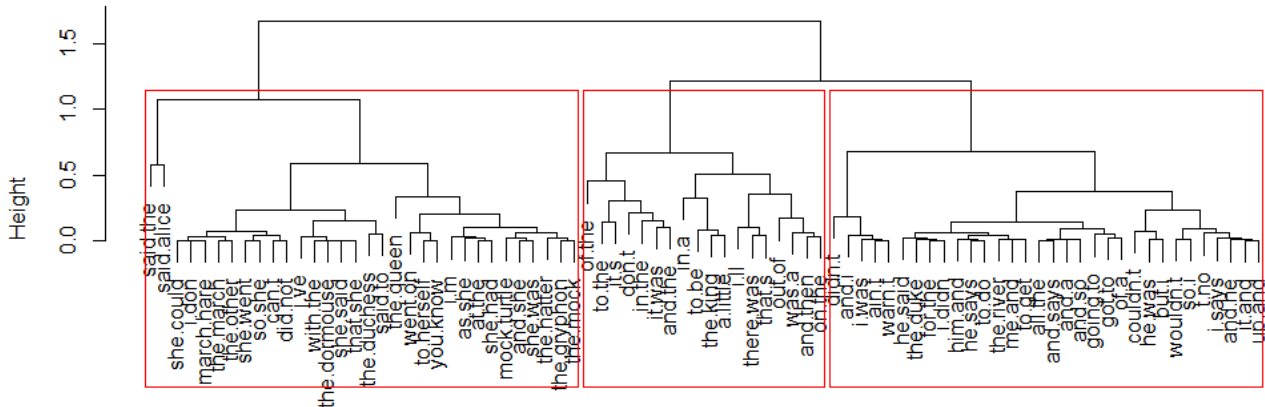 Height
0.0
0.5
1.0
1.5
said.the
said.alice
she.could
i.don
march.hare
the.march
the.other
she.went
so.she
can.t
did.not
i.ve
with.the
the.dormouse
she.said
that.she
the.duchess
said.to
the.queen
went.on
to.herself
you.know
i.m
as.she
at.the
she.had
mock.turtle
and.she
she.was
the.hatter
the.gryphon
the.mock
of.the
to.the
it.s
don.t
in.the
it.was
and.the
in.a
to.be
the.king
a.little
i.ll
there.was
that.s
out.of
was.a
and.then
on.the
didn.t
and.i
i.was
ain.t
warn.t
he.said
the.duke
for.the
i.didn
him.and
he.says
to.do
the.river
me.and
to.get
all.the
and.says
and.a
and.so
going.to
got.to
of.a
couldn.t
he.was
but.i
wouldn.t
so.i
t.no
i.says
and.he
it.and
up.and